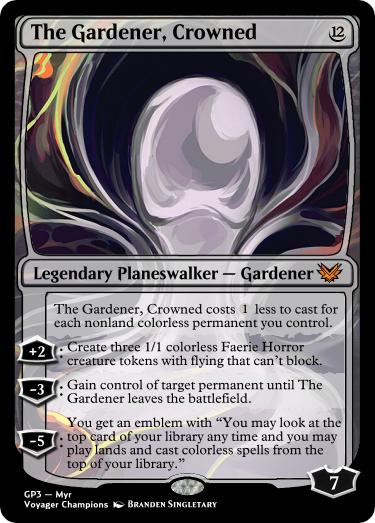 The Gardener, Crowned 12
Legendary Planeswalker — Gardener
The Gardener, Crowned costs 1 less to cast for
each nonland colorless permanent you control.
+2: Create three 1/1 colorless Faerie Horror
creature tokens with flying that can't block.
-3: Gain control of target permanent until The
Gardener leaves the battlefield.
You get an emblem with “You may look at the
top card of your library any time and you may
-5: play lands and cast colorless spells from the
top of your library.”
7
GP3 — Myr
Voyager Champions Branden Singletary